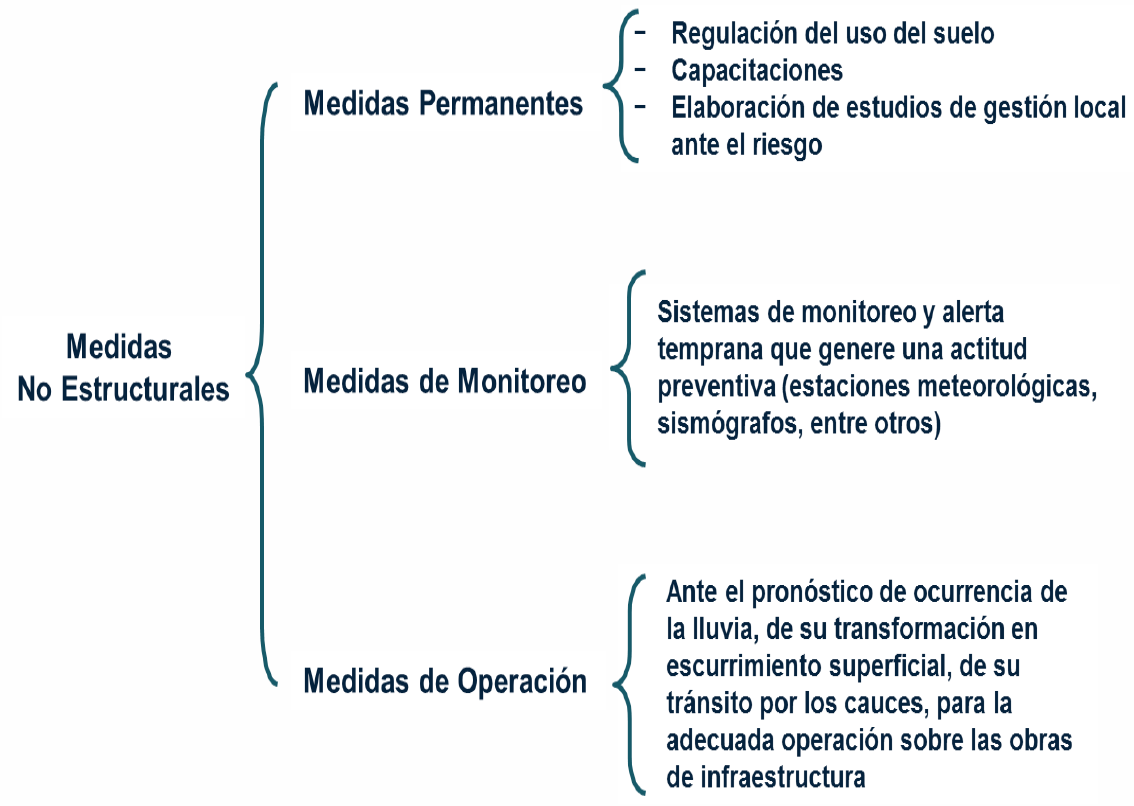 Medidas
No Estructurales
Medidas Permanentes
– Regulación del uso del suelo
– Capacitaciones
– Elaboración de estudios de gestión local
ante el riesgo
Medidas de Monitoreo
Sistemas de monitoreo y alerta
temprana que genere una actitud
preventiva (estaciones meteorológicas,
sismógrafos, entre otros)
Medidas de Operación
Ante el pronóstico de ocurrencia de
la lluvia, de su transformación en
escurrimiento superficial, de su
tránsito por los cauces, para la
adecuada operación sobre las obras
de infraestructura